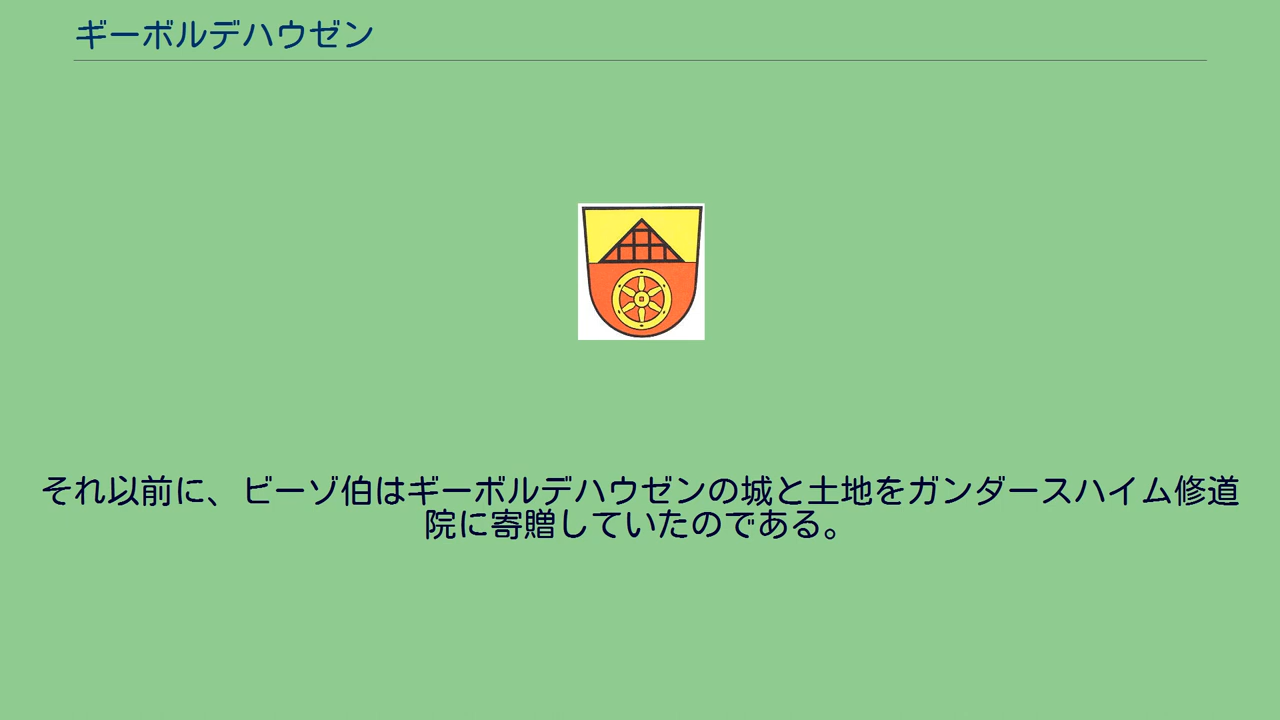 ギーボルデハウゼン
それ以前に、ビーゾ伯はギーボルデハウゼンの城と土地をガンダースハイム修道
院に寄贈していたのである。